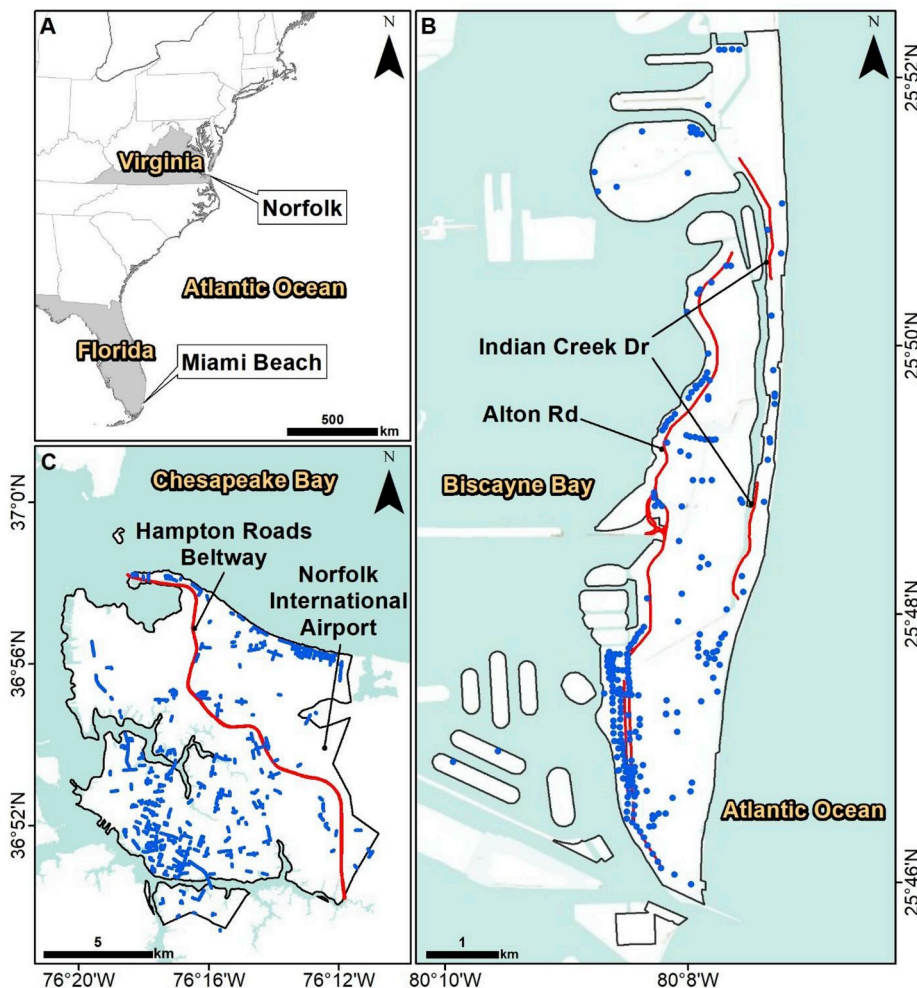 A
N
Virginia
Norfolk
Atlantic Ocean
Florida
Miami Beach
500
km
B
N
25°52'N
25°50'N
Indian Creek Dr
Alton Rd
Biscayne Bay
25°48'N
Atlantic Ocean
25°46'N
1
km
80°10'W
80°8'W
C
N
Chesapeake Bay
37°0'N
Hampton Roads
Beltway
Norfolk
International
Airport
36°56'N
36°52'N
5
km
76°20'W
76°16'W
76°12'W